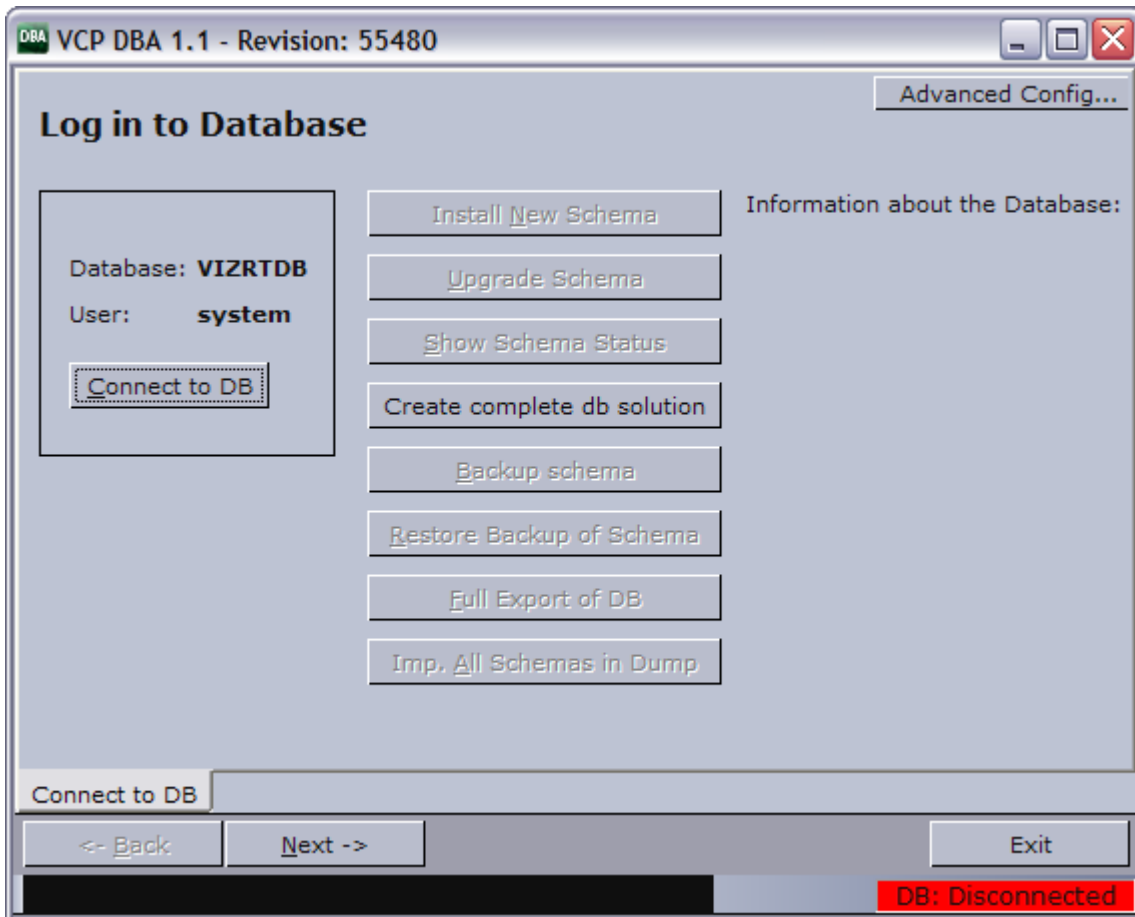 DBA VCP DBA 1.1 - Revision: 55480
Advanced Config...
Log in to Database
Database: VIZRTDB
User: system
Connect to DB
Install New Schema
Upgrade Schema
Show Schema Status
Create complete db solution
Backup schema
Restore Backup of Schema
Full Export of DB
Imp. All Schemas in Dump
Information about the Database:
Connect to DB
<- Back
Next ->
Exit
DB: Disconnected